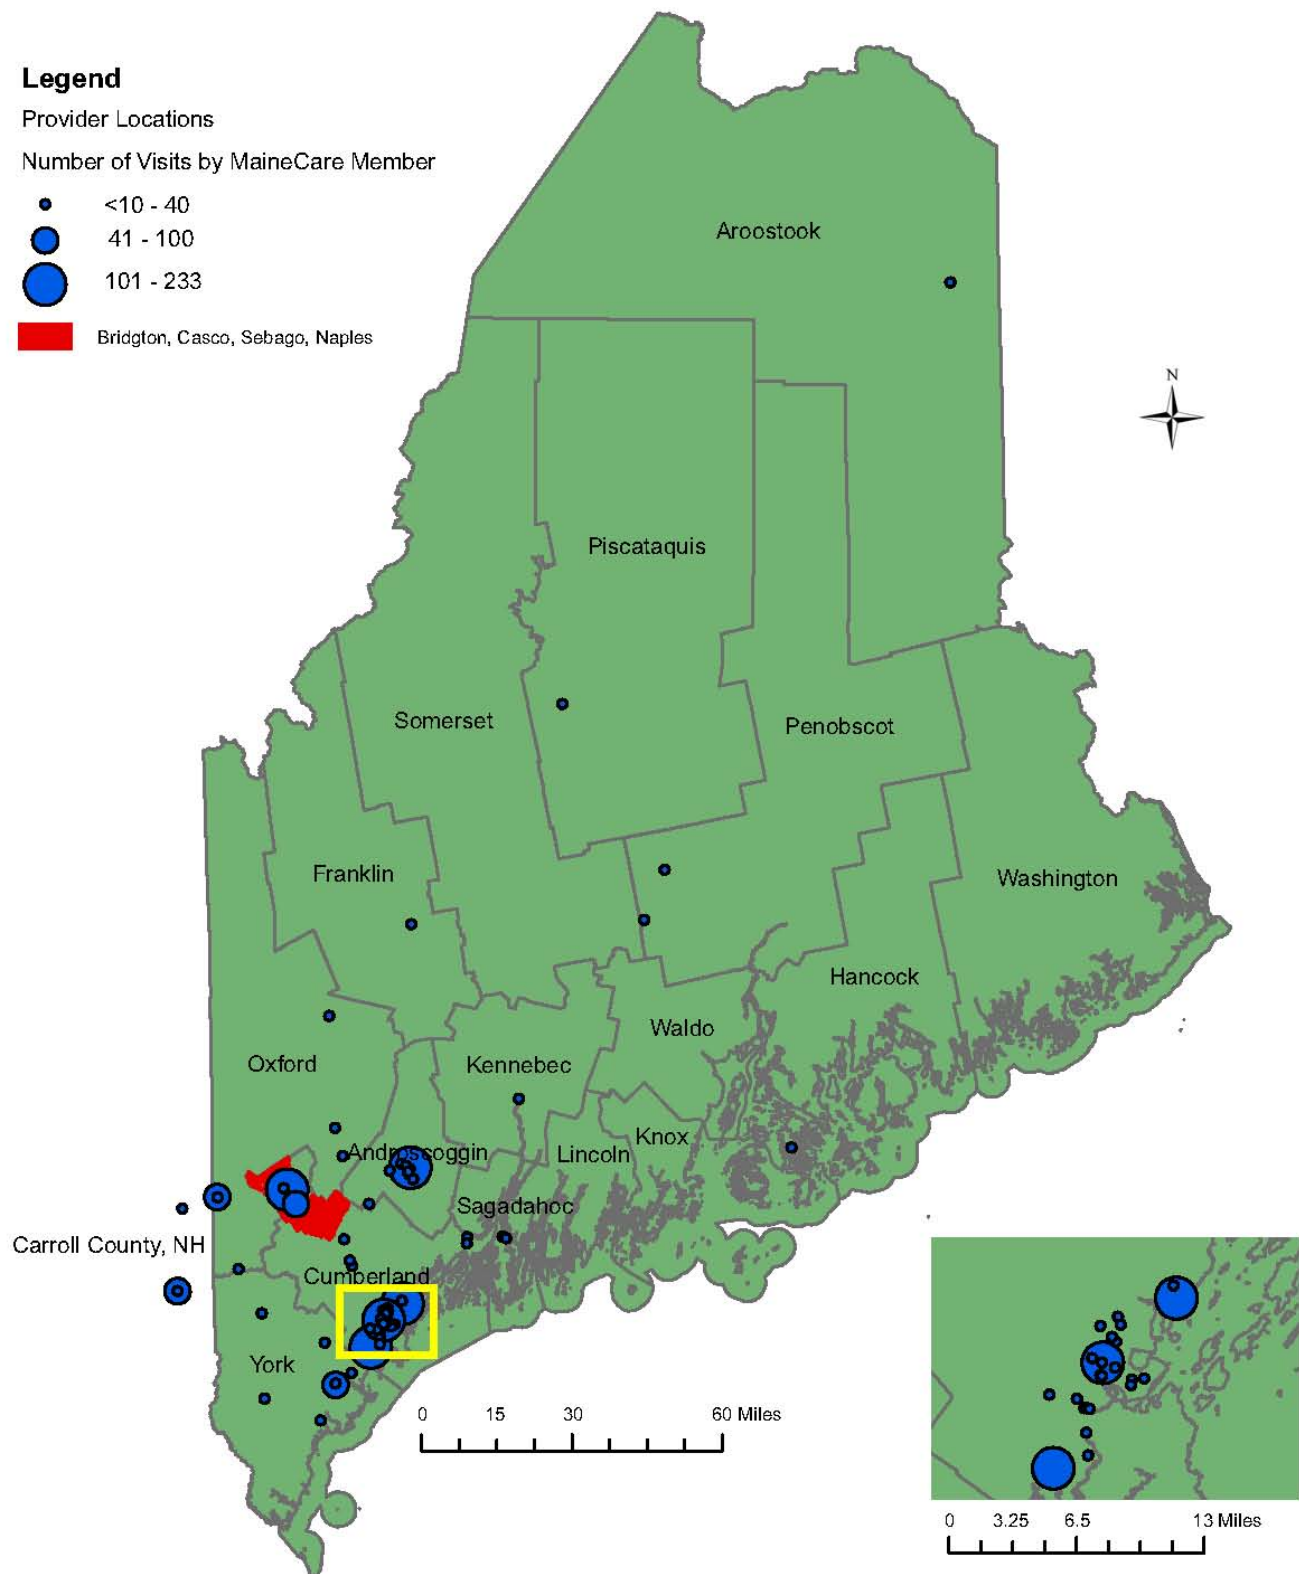 Legend
Provider Locations
Number of Visits by MaineCare Member
<10 - 40
41 - 100
101 - 233
Bridgton, Casco, Sebago, Naples
Aroostook
N
Piscataquis
Somerset
Penobscot
Franklin
Washington
Hancock
Waldo
Oxford
Kennebec
Knox
Androscoggin
Lincoln
Sagadahoc
Carroll County, NH
Cumberland
York
0 15 30 60 Miles
0 3.25 6.5 13 Miles